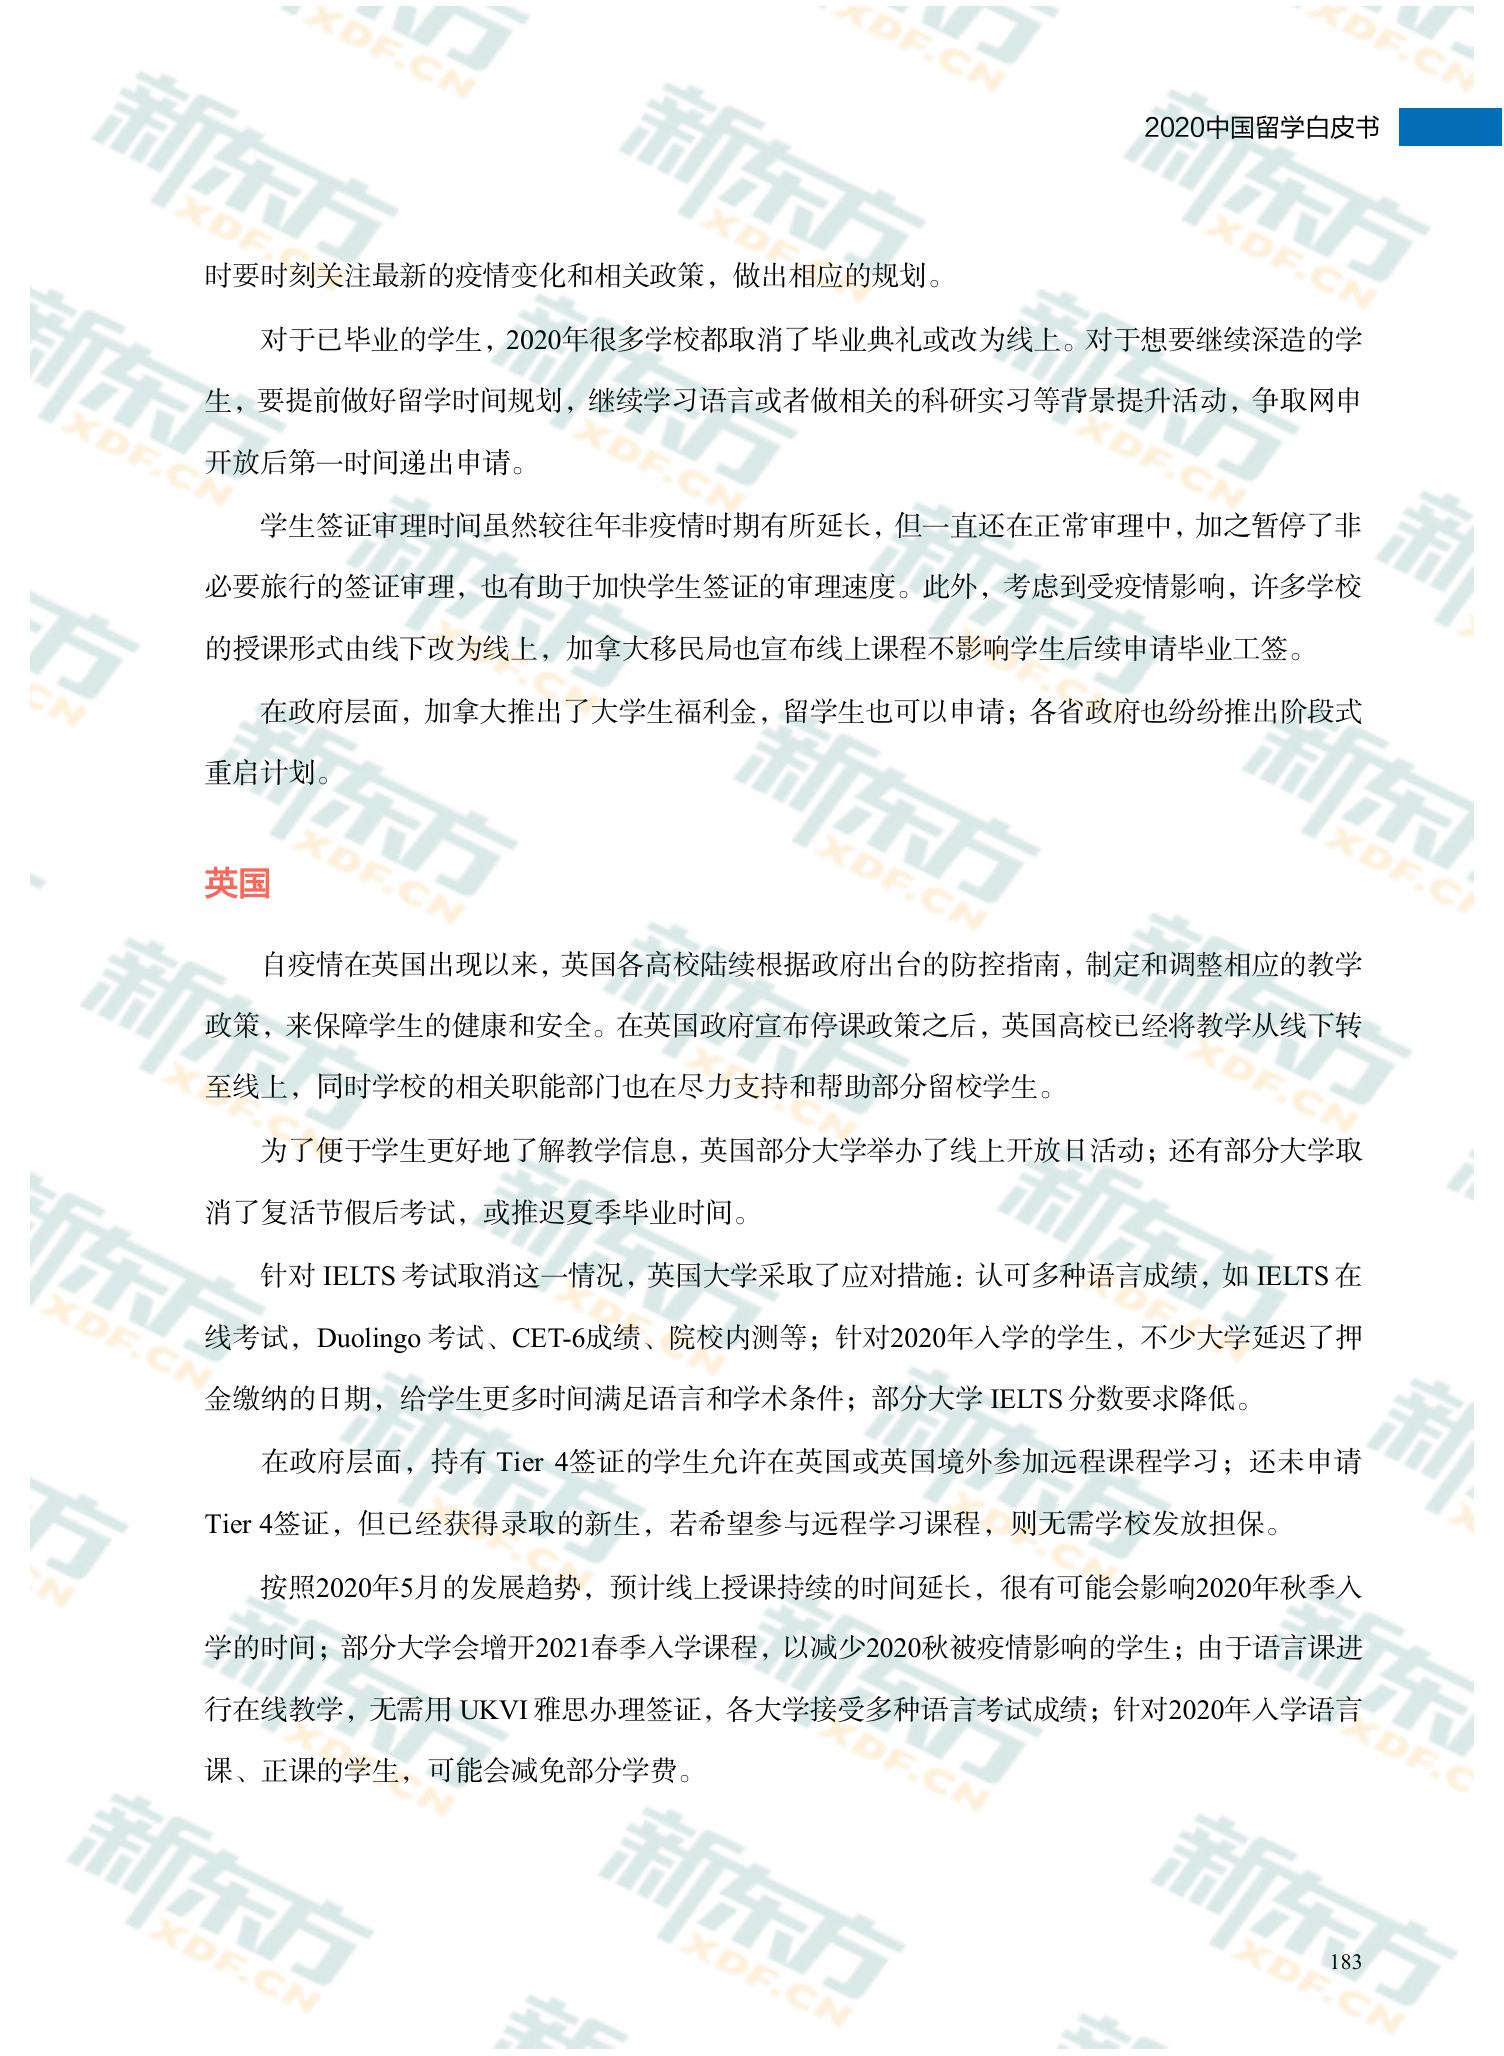 2020中国留学白皮书
时要时刻关注最新的疫情变化和相关政策，做出相应的规划。
对于已毕业的学生，2020年很多学校都取消了毕业典礼或改为线上。对于想要继续深造的学
生，要提前做好留学时间规划，继续学习语言或者做相关的科研实习等背景提升活动，争取网申
开放后第一时间递出申请。
学生签证审理时间虽然较往年非疫情时期有所延长，但一直还在正常审理中，加之暂停了非
必要旅行的签证审理，也有助于加快学生签证的审理速度。此外，考虑到受疫情影响，许多学校
的授课形式由线下改为线上，加拿大移民局也宣布线上课程不影响学生后续申请毕业工签。
在政府层面，加拿大推出了大学生福利金，留学生也可以申请；各省政府也纷纷推出阶段式
重启计划。
英国
自疫情在英国出现以来，英国各高校陆续根据政府出台的防控指南，制定和调整相应的教学
政策，来保障学生的健康和安全。在英国政府宣布停课政策之后，英国高校已经将教学从线下转
至线上，同时学校的相关职能部门也在尽力支持和帮助部分留校学生。
为了便于学生更好地了解教学信息，英国部分大学举办了线上开放日活动；还有部分大学取
消了复活节假后考试，或推迟夏季毕业时间。
针对 IELTS 考试取消这一情况，英国大学采取了应对措施：认可多种语言成绩，如 IELTS 在
线考试，Duolingo 考试、CET-6成绩、院校内测等；针对2020年入学的学生，不少大学延迟了押
金缴纳的日期，给学生更多时间满足语言和学术条件；部分大学 IELTS 分数要求降低。
在政府层面，持有 Tier 4签证的学生允许在英国或英国境外参加远程课程学习；还未申请
Tier 4签证，但已经获得录取的新生，若希望参与远程学习课程，则无需学校发放担保。
按照2020年5月的发展趋势，预计线上授课持续的时间延长，很有可能会影响2020年秋季入
学的时间；部分大学会增开2021春季入学课程，以减少2020秋被疫情影响的学生；由于语言课进
行在线教学，无需用 UKVI 雅思办理签证，各大学接受多种语言考试成绩；针对2020年入学语言
课、正课的学生，可能会减免部分学费。
183
新东方
XDF.CN